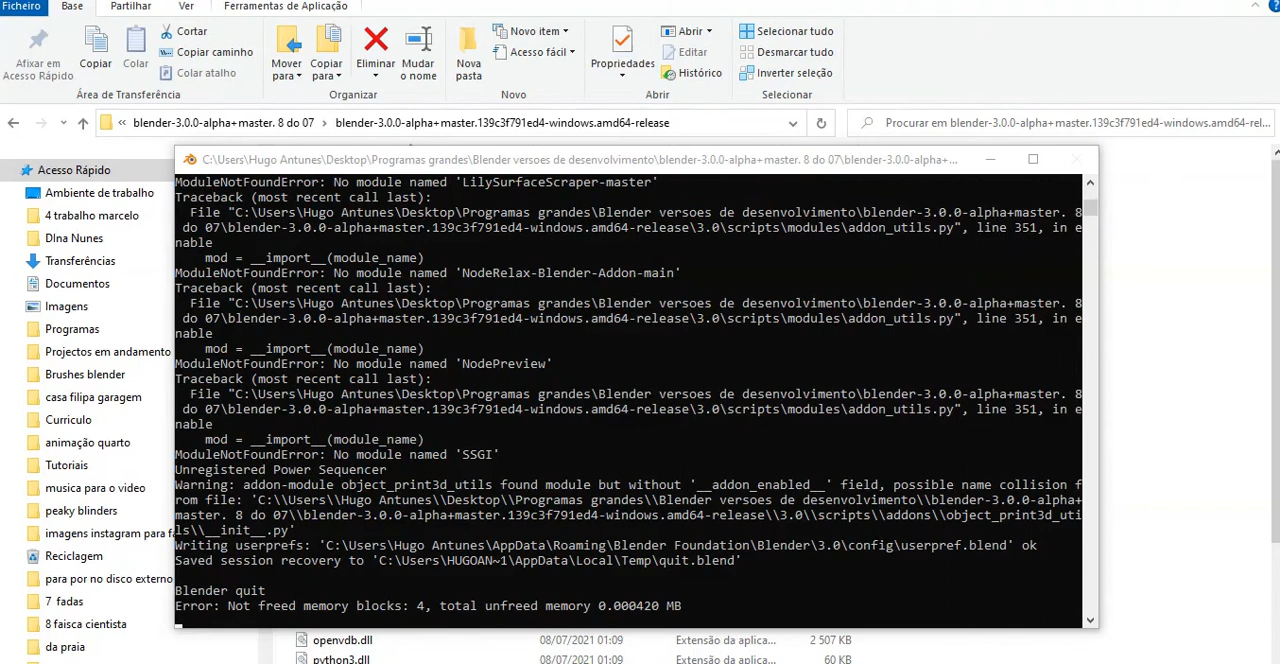 Ficheiro Base Partilhar Ver Ferramentas de Aplicação
Afixar em Acesso Rápido
Copiar
Colar
Cortar
Copiar caminho
Colar atalho
Área de Transferência
Mover para
Copiar para
Eliminar
Mudar o nome
Organizar
Nova pasta
Novo item
Acesso fácil
Novo
Propriedades
Abrir
Editar
Histórico
Abrir
Selecionar tudo
Desmarcar tudo
Inverter seleção
Selecionar
« blender-3.0.0-alpha+master. 8 do 07 > blender-3.0.0-alpha+master.139c3f791ed4-windows.amd64-release
Procurar em blender-3.0.0-alpha+master.139c3f791ed4-windows.amd64-rel...
Acesso Rápido
Ambiente de trabalho
4 trabalho marcelo
Dlna Nunes
Transferências
Documentos
Imagens
Programas
Projectos em andamento
Brushes blender
casa filipa garagem
Curriculo
animação quarto
Tutoriais
musica para o video
peaky blinders
imagens instagram para fa
Reciclagem
para por no disco externo
7 fadas
8 faisca cientista
da praia
C:\Users\Hugo Antunes\Desktop\Programas grandes\Blender versoes de desenvolvimento\blender-3.0.0-alpha+master. 8 do 07\blender-3.0.0-alpha+...
ModuleNotFoundError: No module named 'LilySurfaceScraper-master'
Traceback (most recent call last):
File "C:\Users\Hugo Antunes\Desktop\Programas grandes\Blender versoes de desenvolvimento\blender-3.0.0-alpha+master. 8
do 07\blender-3.0.0-alpha+master.139c3f791ed4-windows.amd64-release\3.0\scripts\modules\addon_utils.py", line 351, in e
nable
mod = __import__(module_name)
ModuleNotFoundError: No module named 'NodeRelax-Blender-Addon-main'
Traceback (most recent call last):
File "C:\Users\Hugo Antunes\Desktop\Programas grandes\Blender versoes de desenvolvimento\blender-3.0.0-alpha+master. 8
do 07\blender-3.0.0-alpha+master.139c3f791ed4-windows.amd64-release\3.0\scripts\modules\addon_utils.py", line 351, in e
nable
mod = __import__(module_name)
ModuleNotFoundError: No module named 'NodePreview'
Traceback (most recent call last):
File "C:\Users\Hugo Antunes\Desktop\Programas grandes\Blender versoes de desenvolvimento\blender-3.0.0-alpha+master. 8
do 07\blender-3.0.0-alpha+master.139c3f791ed4-windows.amd64-release\3.0\scripts\modules\addon_utils.py", line 351, in e
nable
mod = __import__(module_name)
ModuleNotFoundError: No module named 'SSGI'
Unregistered Power Sequencer
Warning: addon-module object_print3d_utils found module but without '__addon_enabled__' field, possible name collision f
rom file: 'C:\\Users\\Hugo Antunes\\Desktop\\Programas grandes\\Blender versoes de desenvolvimento\\blender-3.0.0-alpha+
master. 8 do 07\\blender-3.0.0-alpha+master.139c3f791ed4-windows.amd64-release\\3.0\\scripts\\addons\\object_print3d_uti
ls\\__init__.py'
Writing userprefs: 'C:\Users\Hugo Antunes\AppData\Roaming\Blender Foundation\Blender\3.0\config\userpref.blend' ok
Saved session recovery to 'C:\Users\HUGOAN~1\AppData\Local\Temp\quit.blend'
Blender quit
Error: Not freed memory blocks: 4, total unfreed memory 0.000420 MB
openvdb.dll 08/07/2021 01:09 Extensão da aplica... 2 507 KB
python3.dll 08/07/2021 01:09 Extensão da aplica... 60 KB